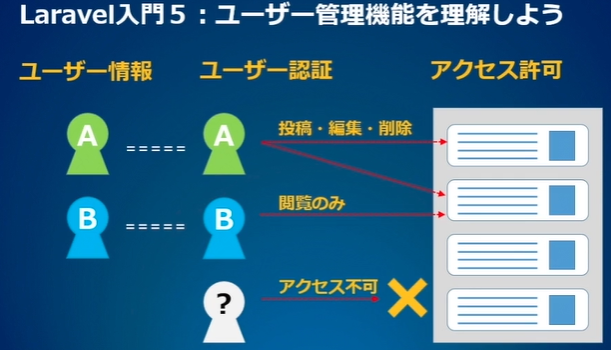 Laravel入門５：ユーザー管理機能を理解しよう
ユーザー情報 ユーザー認証 アクセス許可
A ===== A 投稿・編集・削除
B ===== B 閲覧のみ
? アクセス不可